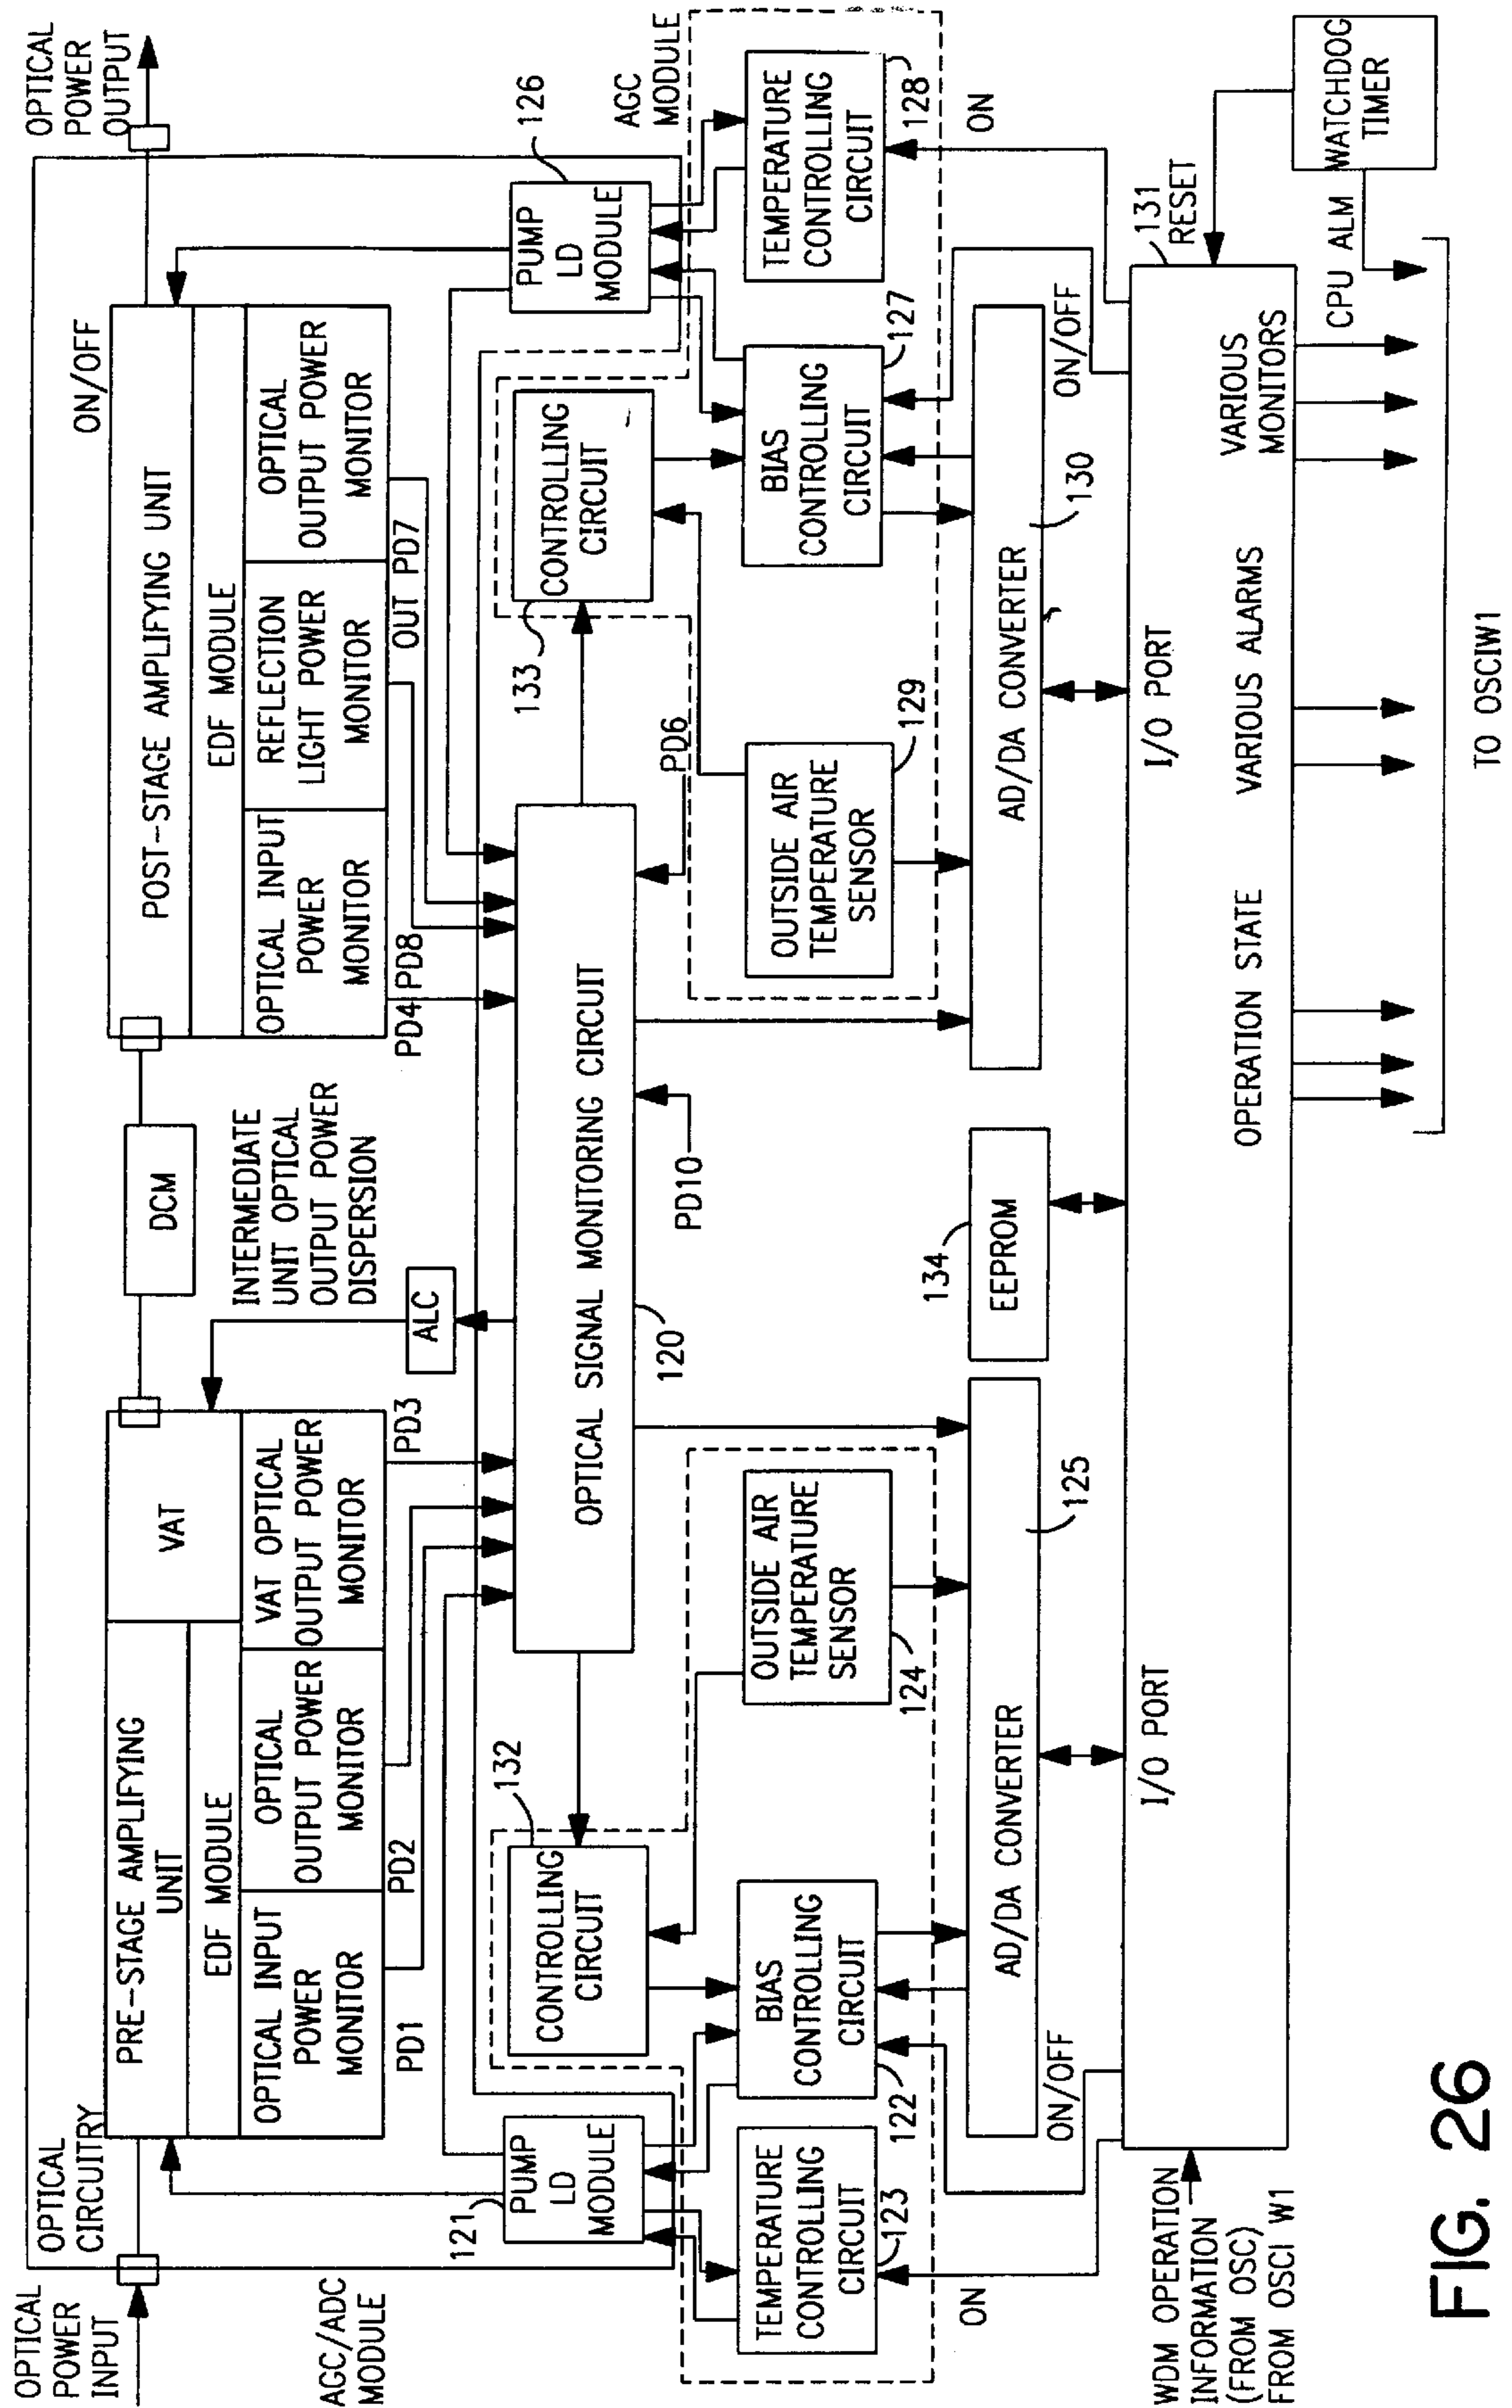 OPTICAL
POWER
INPUT
OPTICAL
CIRCUITRY
AGC/ADC
MODULE
PRE-STAGE AMPLIFYING
UNIT
VAT
EDF MODULE
OPTICAL INPUT
POWER
MONITOR
OPTICAL
OUTPUT POWER
MONITOR
VAT OPTICAL
OUTPUT POWER
MONITOR
PD1
PD2
PD3
DCM
INTERMEDIATE
UNIT OPTICAL
OUTPUT POWER
DISPERSION
ALC
ON/OFF
POST-STAGE AMPLIFYING UNIT
EDF MODULE
OPTICAL INPUT
POWER
MONITOR
REFLECTION
LIGHT POWER
MONITOR
OPTICAL
OUTPUT POWER
MONITOR
PD4
PD8
OUT PD7
OPTICAL
POWER
OUTPUT
121
PUMP
LD
MODULE
132
CONTROLLING
CIRCUIT
OPTICAL SIGNAL MONITORING CIRCUIT
120
PD10
PD6
133
CONTROLLING
CIRCUIT
PUMP
LD
MODULE
126
AGC
MODULE
TEMPERATURE
CONTROLLING
CIRCUIT
123
BIAS
CONTROLLING
CIRCUIT
122
OUTSIDE AIR
TEMPERATURE
SENSOR
124
OUTSIDE AIR
TEMPERATURE
SENSOR
129
BIAS
CONTROLLING
CIRCUIT
127
TEMPERATURE
CONTROLLING
CIRCUIT
128
ON
ON/OFF
AD/DA CONVERTER
125
134
EEPROM
AD/DA CONVERTER
130
ON/OFF
ON
WDM OPERATION
INFORMATION
(FROM OSC)
FROM OSCI W1
I/O PORT
I/O PORT
131
RESET
OPERATION STATE
VARIOUS ALARMS
VARIOUS
MONITORS
CPU ALM
WATCHDOG
TIMER
TO OSCIW1
FIG. 26